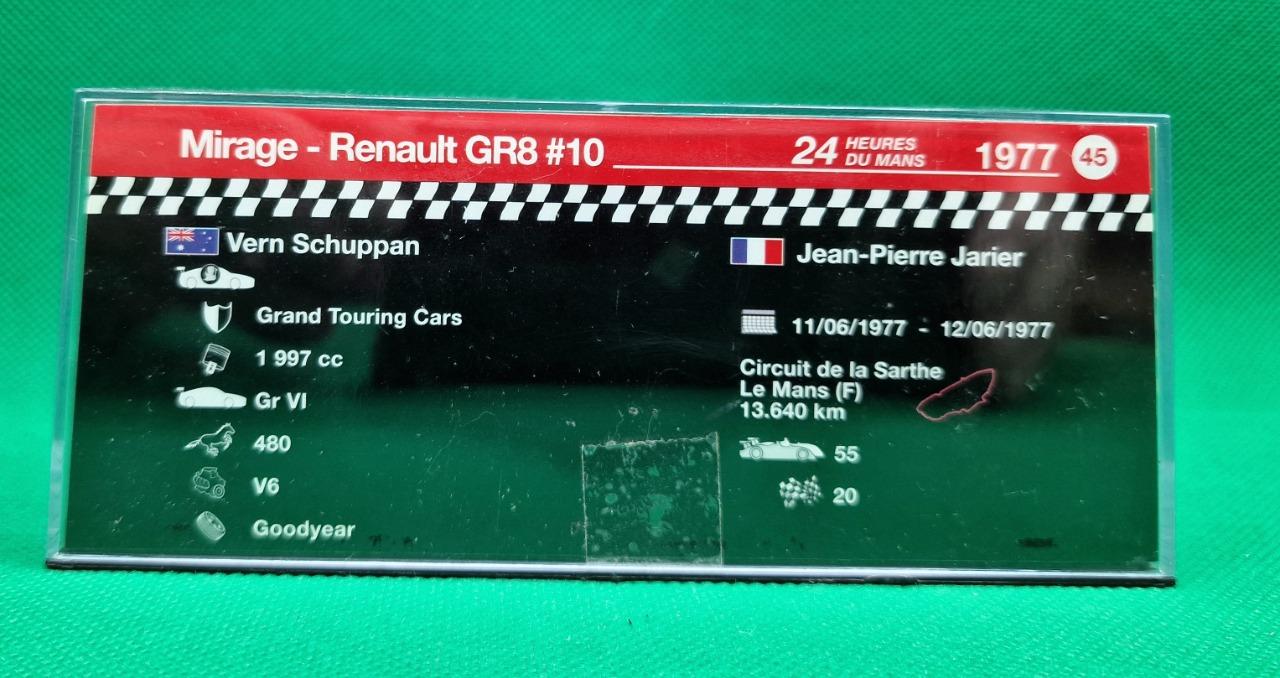 Mirage - Renault GR8 #10 24 HEURES DU MANS 1977 45
Vern Schuppan
Grand Touring Cars
1 997 cc
Gr VI
480
V6
Goodyear
Jean-Pierre Jarier
11/06/1977 - 12/06/1977
Circuit de la Sarthe
Le Mans (F)
13.640 km
55
20